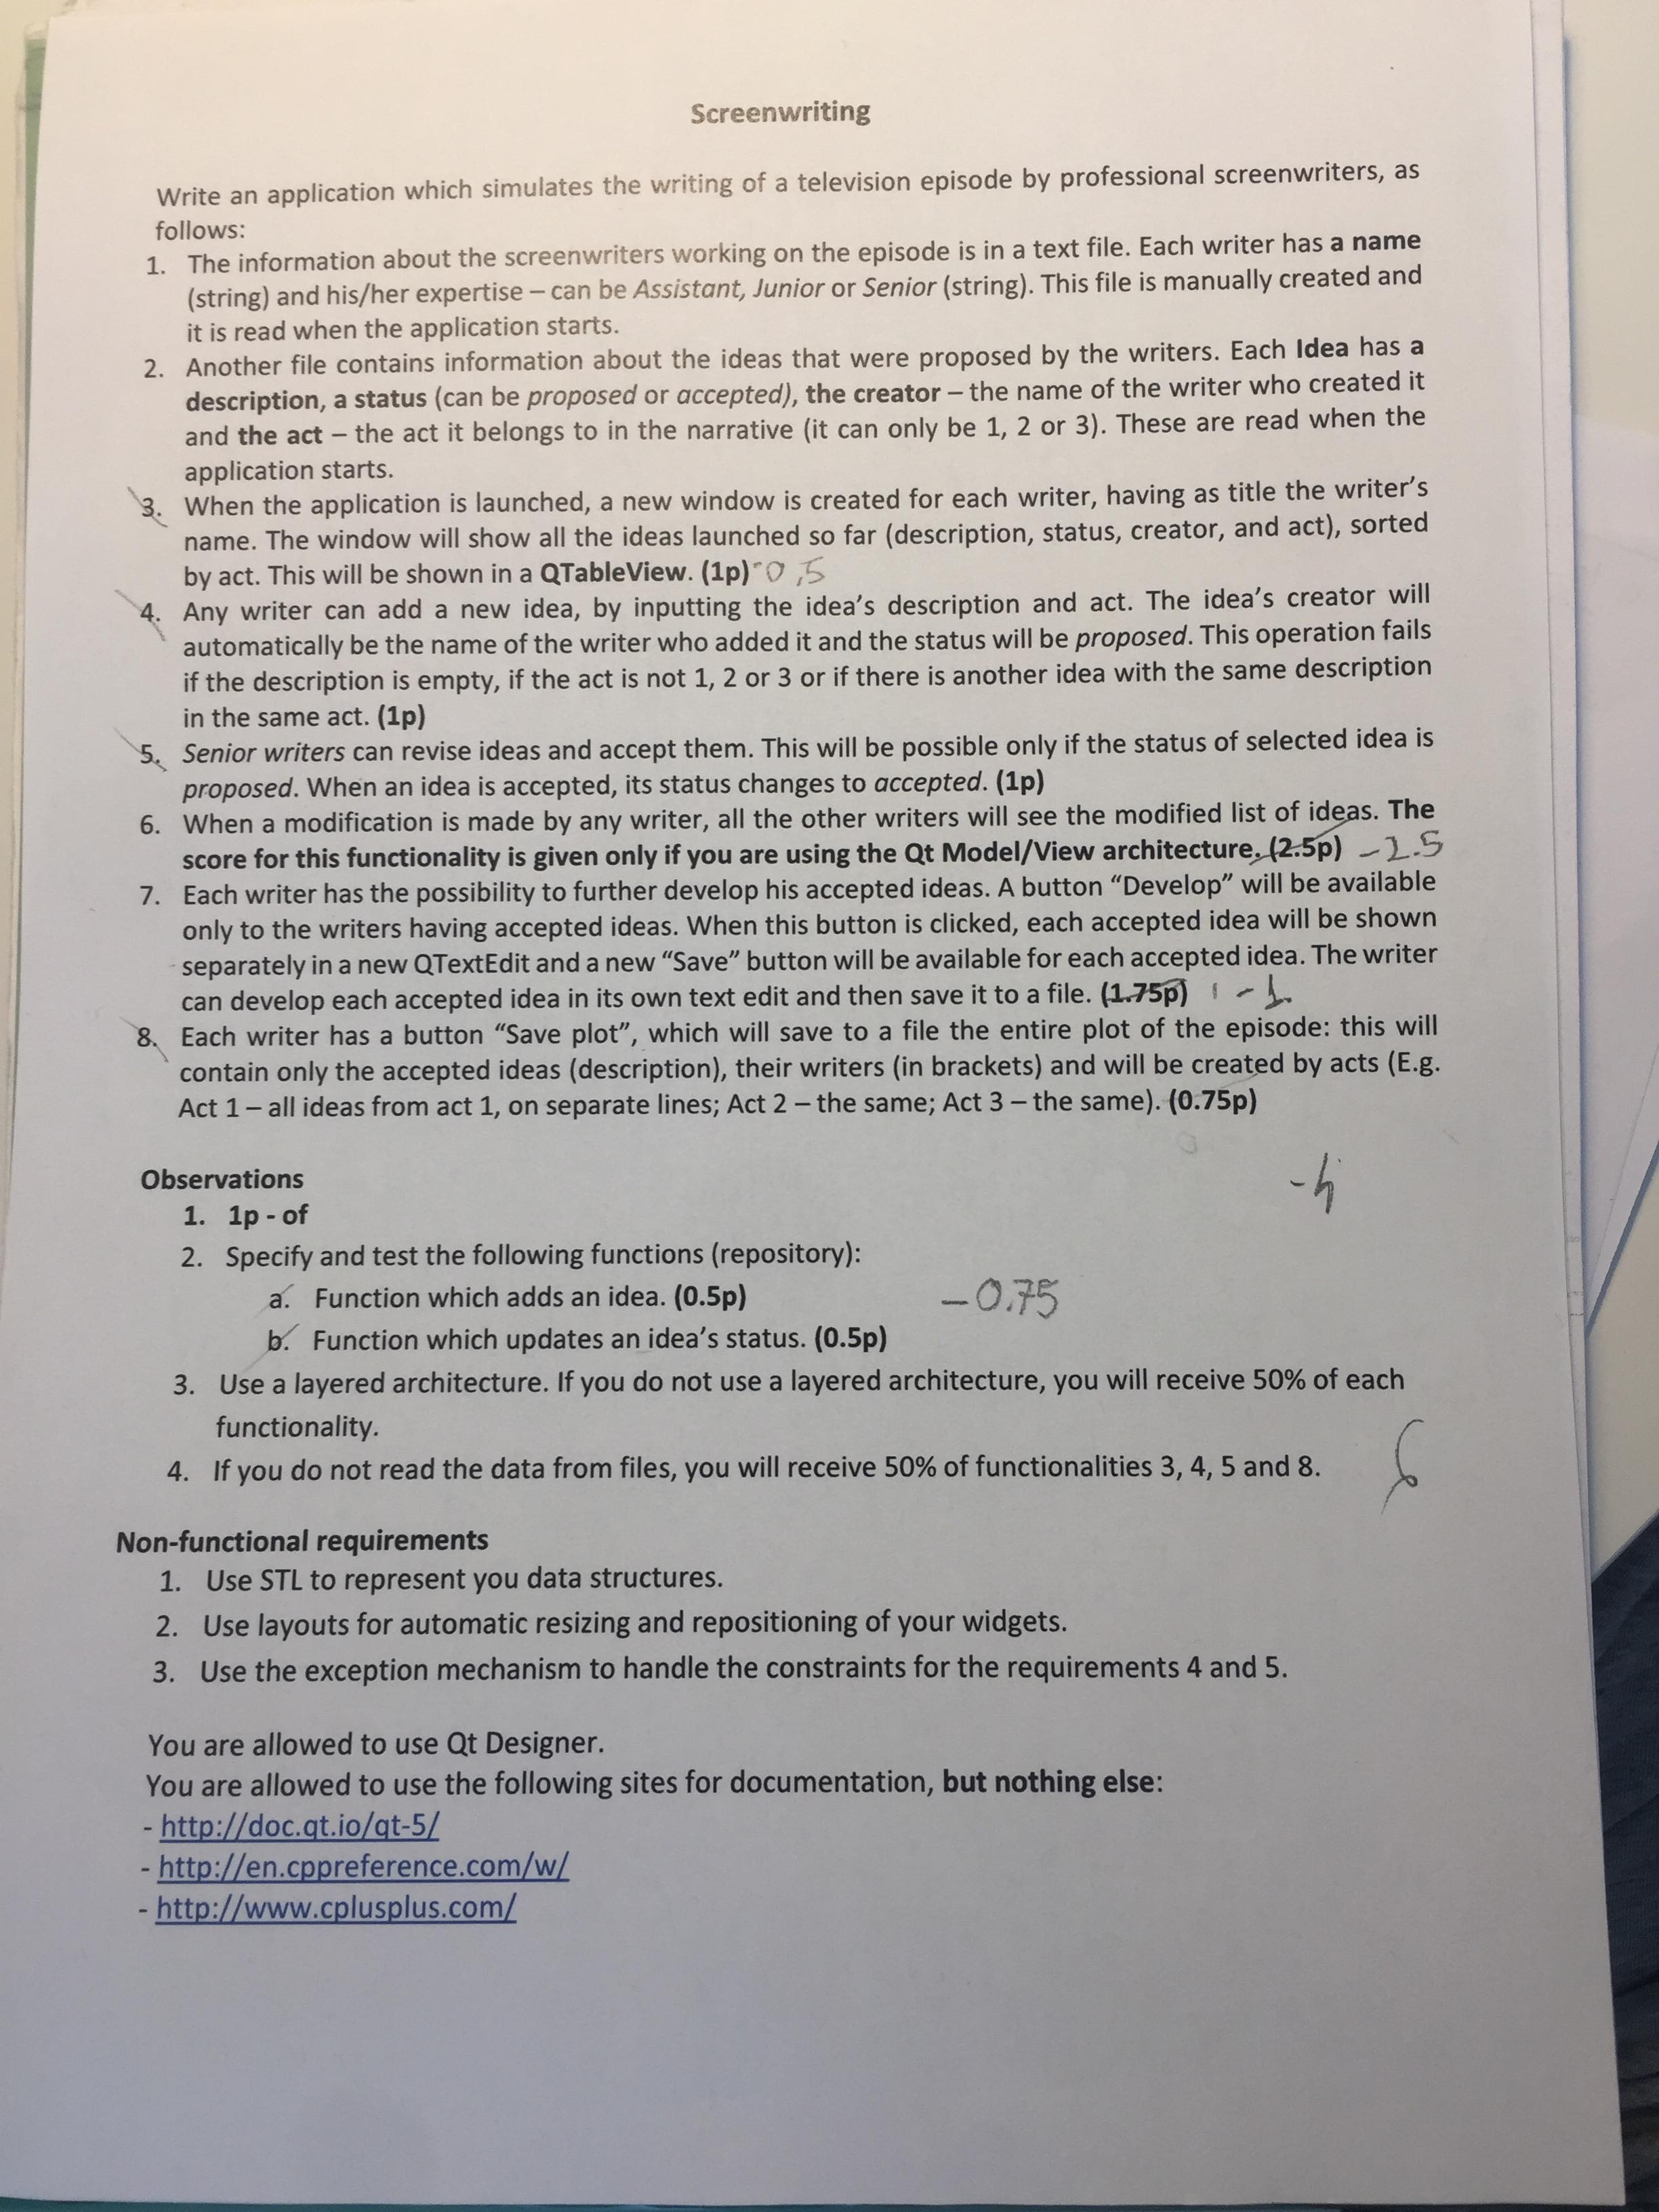 Screenwriting
Write an application which simulates the writing of a television episode by professional screenwriters, as
follows:
1. The information about the screenwriters working on the episode is in a text file. Each writer has a name
(string) and his/her expertise – can be Assistant, Junior or Senior (string). This file is manually created and
it is read when the application starts.
2. Another file contains information about the ideas that were proposed by the writers. Each Idea has a
description, a status (can be proposed or accepted), the creator – the name of the writer who created it
and the act – the act it belongs to in the narrative (it can only be 1, 2 or 3). These are read when the
application starts.
3. When the application is launched, a new window is created for each writer, having as title the writer's
name. The window will show all the ideas launched so far (description, status, creator, and act), sorted
by act. This will be shown in a QTableView. (1p) -0,5
4. Any writer can add a new idea, by inputting the idea's description and act. The idea's creator will
automatically be the name of the writer who added it and the status will be proposed. This operation fails
if the description is empty, if the act is not 1, 2 or 3 or if there is another idea with the same description
in the same act. (1p)
5. Senior writers can revise ideas and accept them. This will be possible only if the status of selected idea is
proposed. When an idea is accepted, its status changes to accepted. (1p)
6. When a modification is made by any writer, all the other writers will see the modified list of ideas. The
score for this functionality is given only if you are using the Qt Model/View architecture. (2.5p) -2.5
7. Each writer has the possibility to further develop his accepted ideas. A button “Develop” will be available
only to the writers having accepted ideas. When this button is clicked, each accepted idea will be shown
separately in a new QTextEdit and a new “Save” button will be available for each accepted idea. The writer
can develop each accepted idea in its own text edit and then save it to a file. (1.75p) -1
8. Each writer has a button “Save plot”, which will save to a file the entire plot of the episode: this will
contain only the accepted ideas (description), their writers (in brackets) and will be created by acts (E.g.
Act 1 – all ideas from act 1, on separate lines; Act 2 – the same; Act 3 – the same). (0.75p)
-4
Observations
1. 1p - of
2. Specify and test the following functions (repository):
a. Function which adds an idea. (0.5p) -0.75
b. Function which updates an idea's status. (0.5p)
3. Use a layered architecture. If you do not use a layered architecture, you will receive 50% of each
functionality.
4. If you do not read the data from files, you will receive 50% of functionalities 3, 4, 5 and 8.
Non-functional requirements
1. Use STL to represent you data structures.
2. Use layouts for automatic resizing and repositioning of your widgets.
3. Use the exception mechanism to handle the constraints for the requirements 4 and 5.
You are allowed to use Qt Designer.
You are allowed to use the following sites for documentation, but nothing else:
- http://doc.qt.io/qt-5/
- http://en.cppreference.com/w/
- http://www.cplusplus.com/